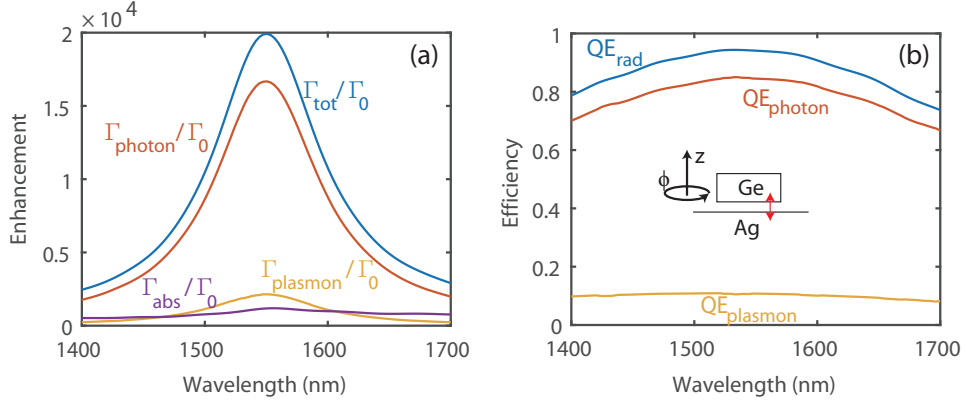 × 10⁴
2
1.5
1
0.5
0
1400
1500
1600
1700
Enhancement
Wavelength (nm)
(a)
Γtot/Γ0
Γphoton/Γ0
Γplasmon/Γ0
Γabs/Γ0
1
0.8
0.6
0.4
0.2
0
1400
1500
1600
1700
Efficiency
Wavelength (nm)
(b)
QErad
QEphoton
z
ϕ
Ge
Ag
QEplasmon